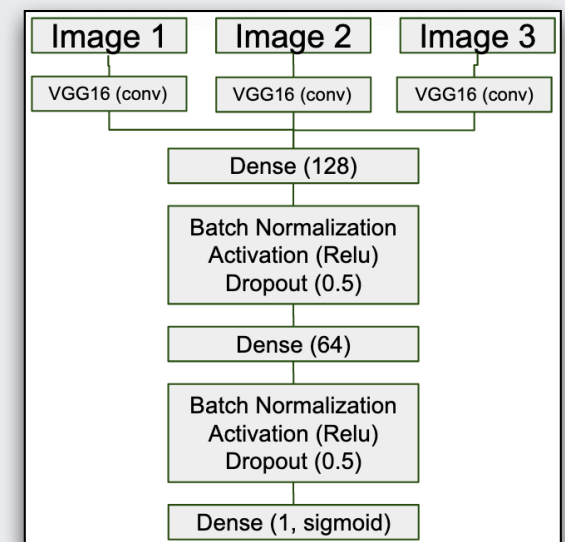 Image 1 Image 2 Image 3
VGG16 (conv) VGG16 (conv) VGG16 (conv)
Dense (128)
Batch Normalization
Activation (Relu)
Dropout (0.5)
Dense (64)
Batch Normalization
Activation (Relu)
Dropout (0.5)
Dense (1, sigmoid)